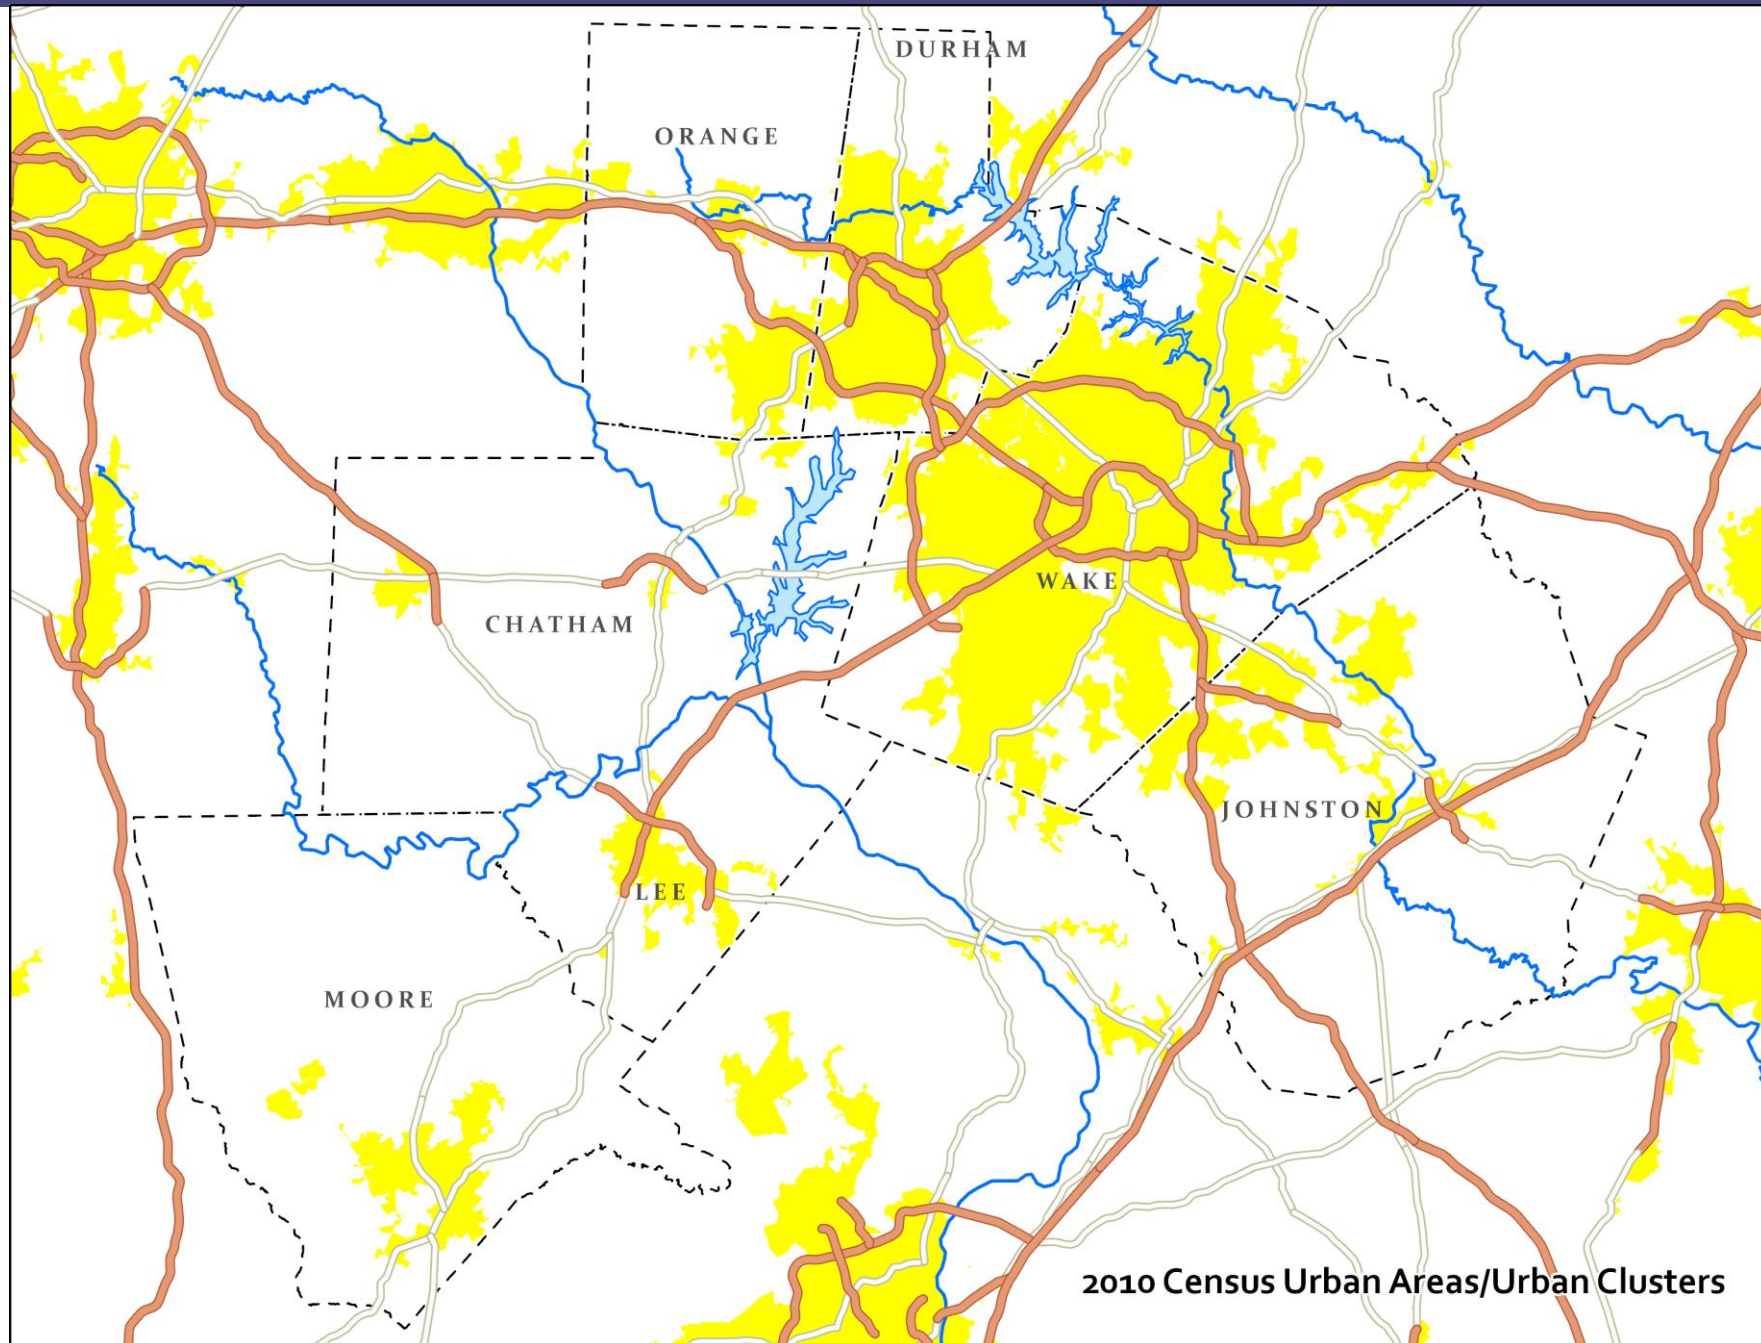 DURHAM
ORANGE
WAKE
CHATHAM
JOHNSTON
LEE
MOORE
2010 Census Urban Areas/Urban Clusters